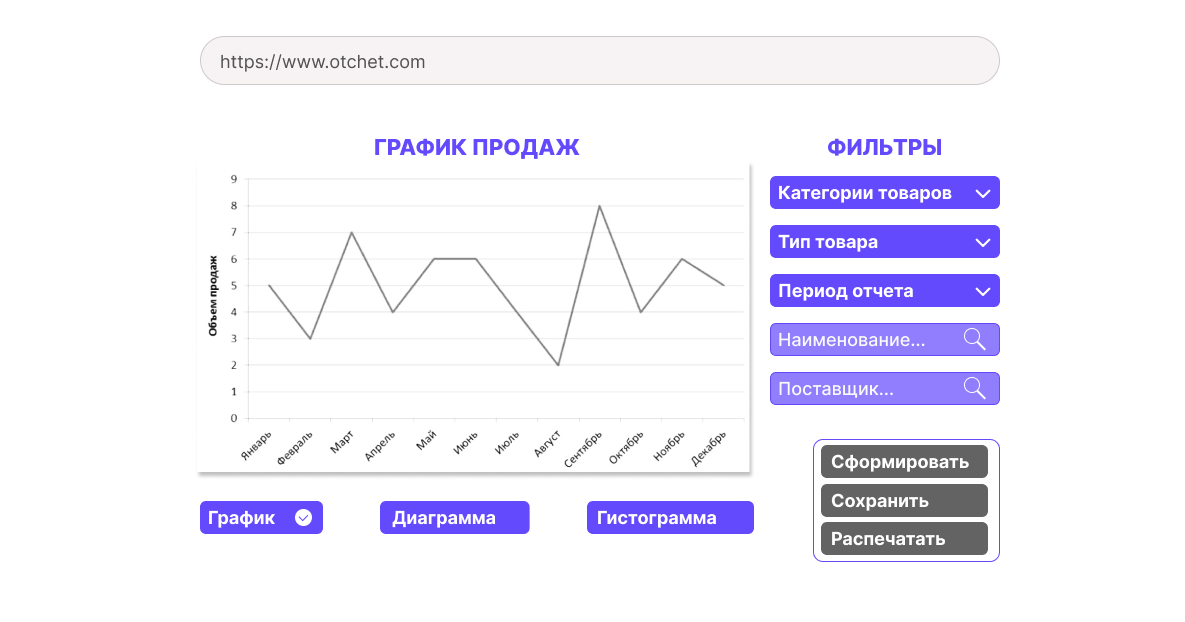 https://www.otchet.com
ГРАФИК ПРОДАЖ
Объем продаж
9
8
7
6
5
4
3
2
1
0
Январь
Февраль
Март
Апрель
Май
Июнь
Июль
Август
Сентябрь
Октябрь
Ноябрь
Декабрь
График
Диаграмма
Гистограмма
ФИЛЬТРЫ
Категории товаров
Тип товара
Период отчета
Наименование...
Поставщик...
Сформировать
Сохранить
Распечатать